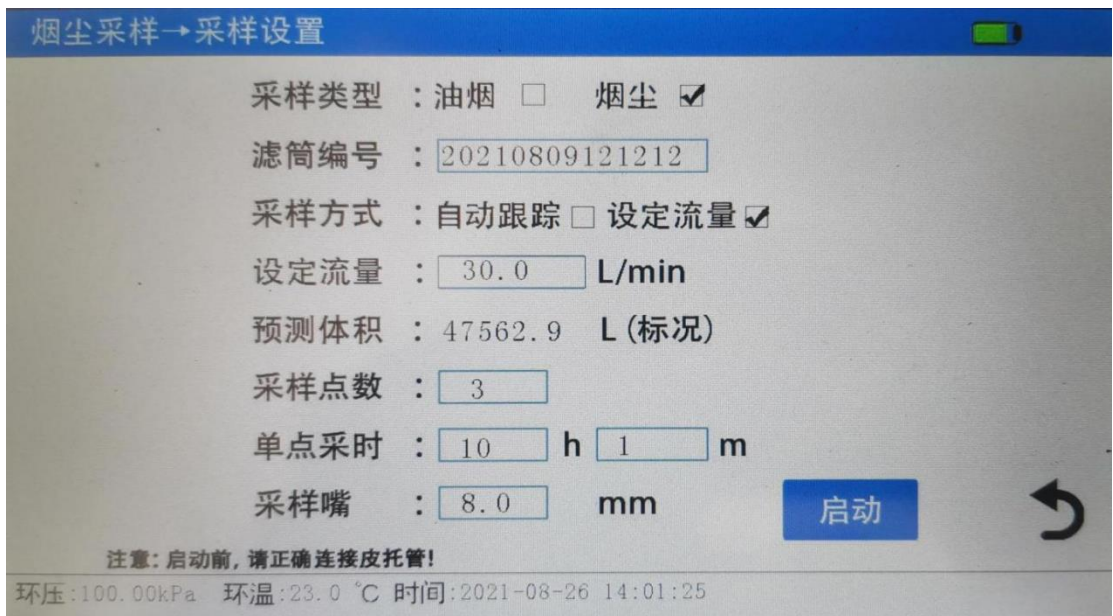 烟尘采样→采样设置
采样类型 ：油烟 □ 烟尘 ☑
滤筒编号 ：20210809121212
采样方式 ：自动跟踪 □ 设定流量 ☑
设定流量 ：30.0 L/min
预测体积 ：47562.9 L(标况)
采样点数 ：3
单点采时 ：10 h 1 m
采样嘴 ：8.0 mm
启动
注意：启动前，请正确连接皮托管！
环压:100.00kPa 环温:23.0 ℃ 时间:2021-08-26 14:01:25